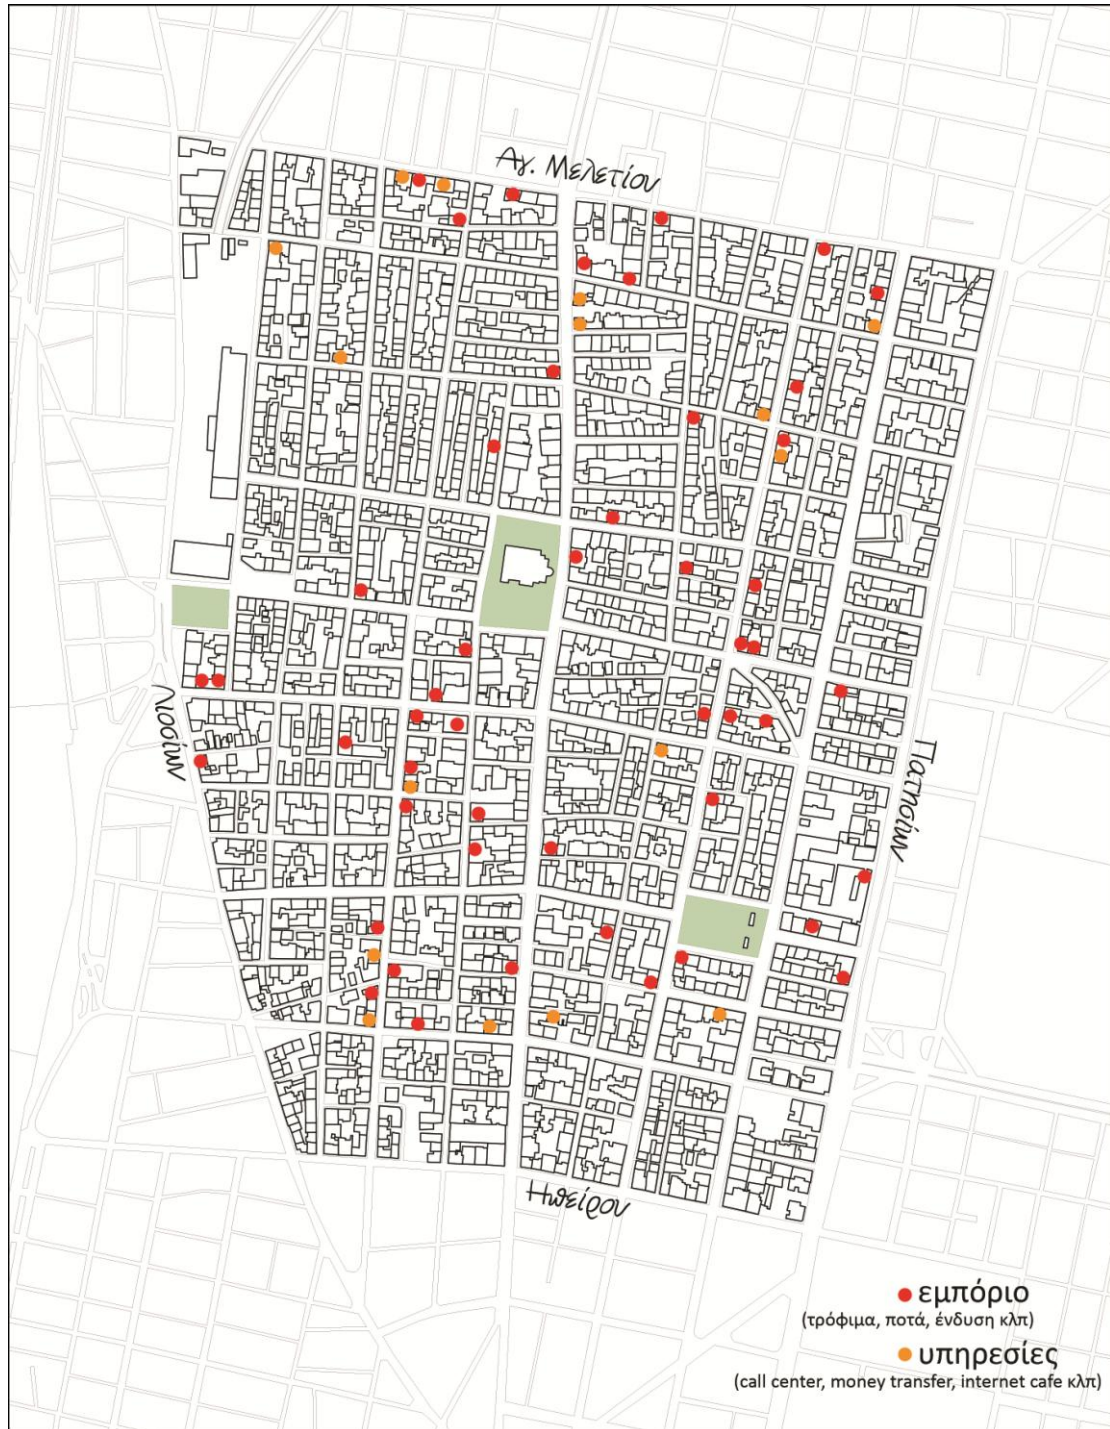 Αγ. Μελετίου
Λιοσίων
Πατησίων
Ηπείρου
εμπόριο
(τρόφιμα, ποτά, ένδυση κλπ)
υπηρεσίες
(call center, money transfer, internet cafe κλπ)